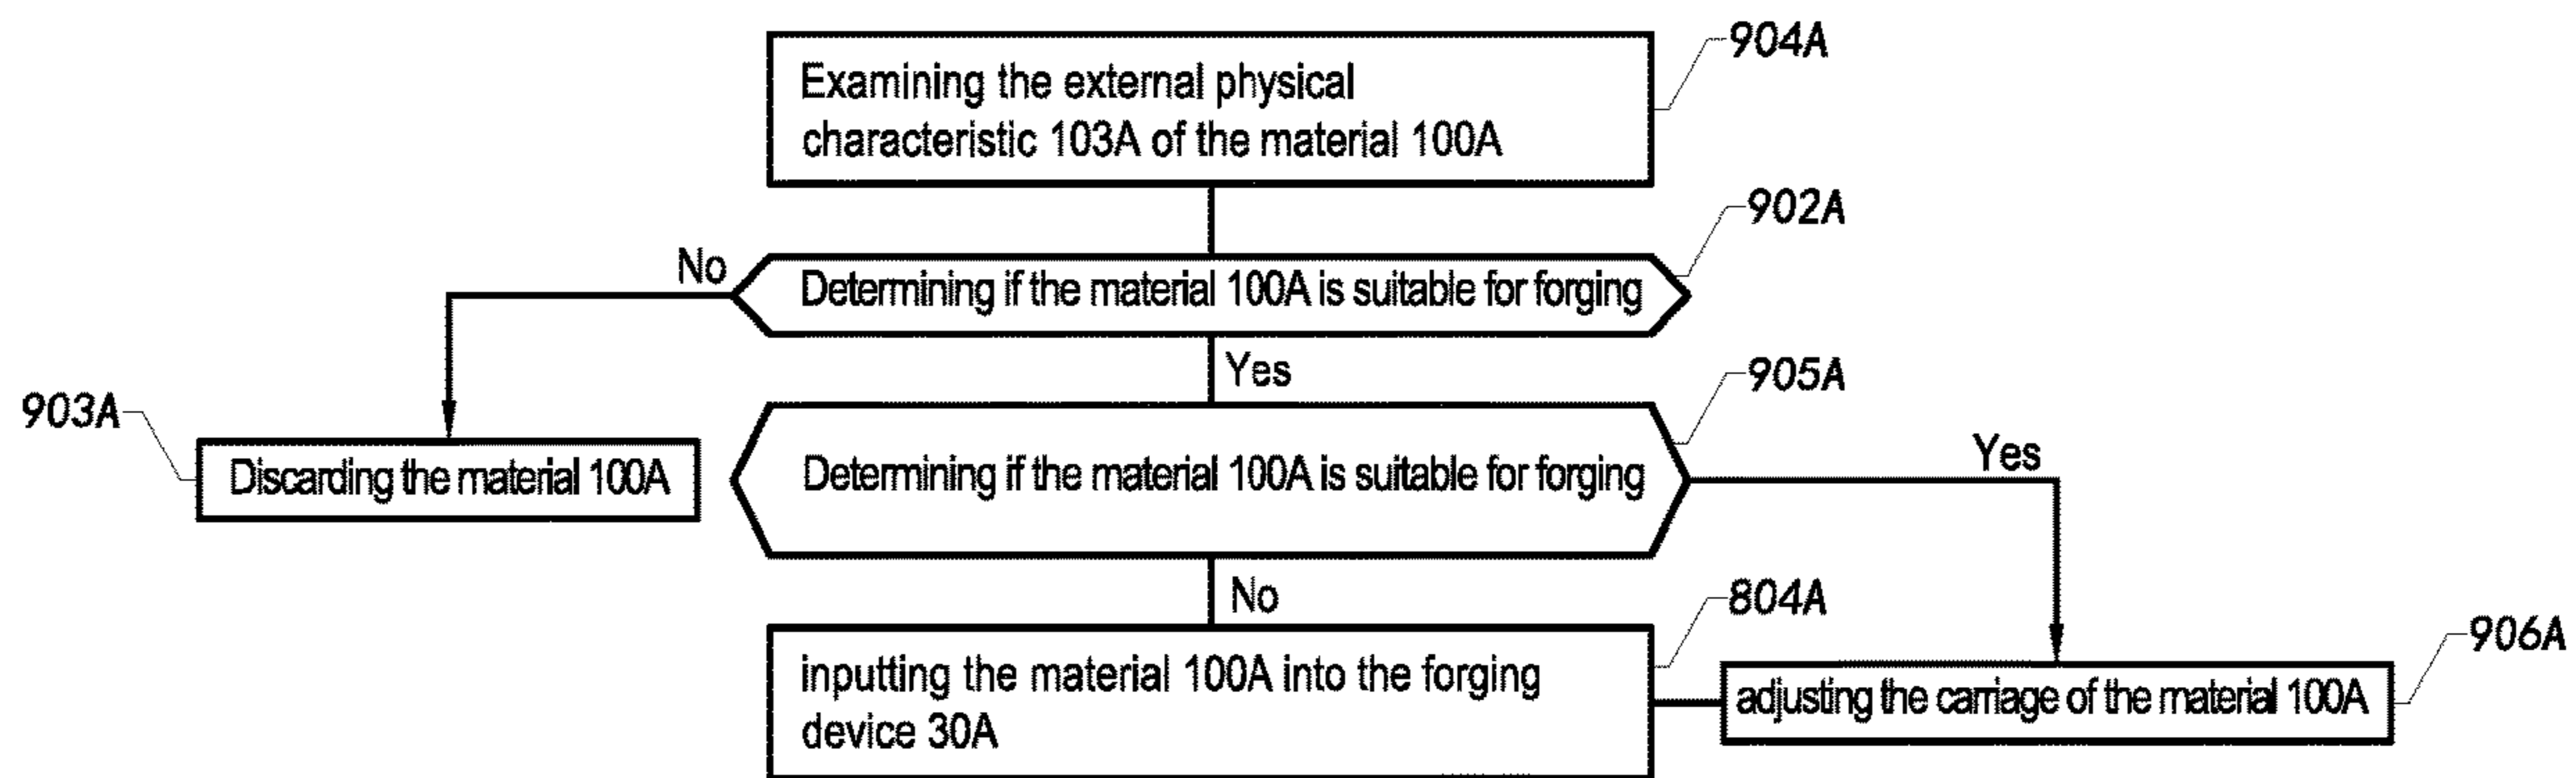 904A
Examining the external physical
characteristic 103A of the material 100A
902A
No
Determining if the material 100A is suitable for forging
Yes
905A
903A
Discarding the material 100A
Determining if the material 100A is suitable for forging
Yes
No
804A
906A
inputting the material 100A into the forging
device 30A
adjusting the carriage of the material 100A